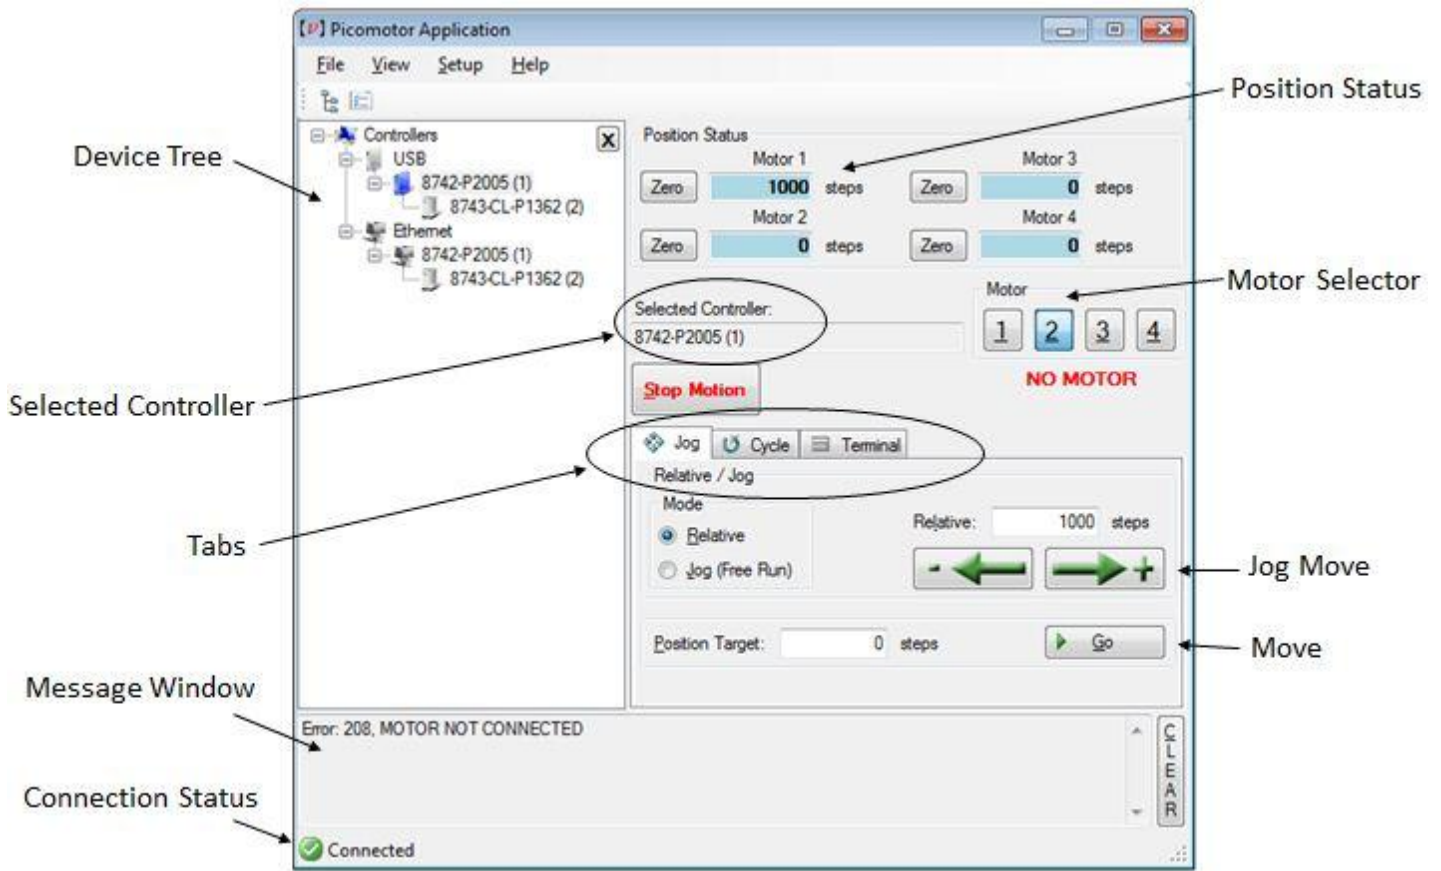 [ν] Picomotor Application
File View Setup Help
Position Status
Device Tree
Controllers
USB
8742-P2005 (1)
8743-CL-P1362 (2)
Ethernet
8742-P2005 (1)
8743-CL-P1362 (2)
X
Position Status
Motor 1
Zero 1000 steps
Motor 3
Zero 0 steps
Motor 2
Zero 0 steps
Motor 4
Zero 0 steps
Motor Selector
Selected Controller:
8742-P2005 (1)
Motor
1 2 3 4
NO MOTOR
Selected Controller
Stop Motion
Jog Cycle Terminal
Tabs
Relative / Jog
Mode
Relative
Jog (Free Run)
Relative: 1000 steps
- +
Jog Move
Position Target: 0 steps
Go
Move
Message Window
Error: 208, MOTOR NOT CONNECTED
CLEAR
Connection Status
Connected